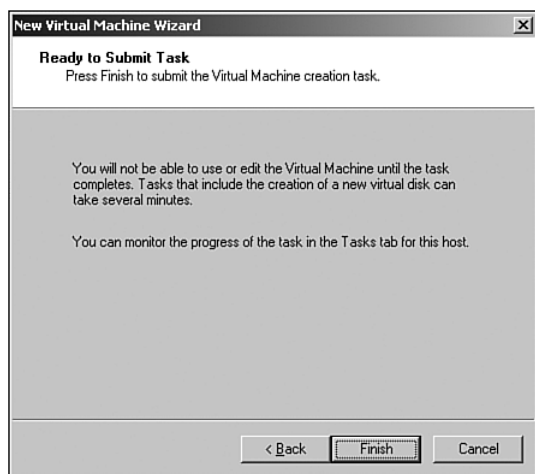 New Virtual Machine Wizard
Ready to Submit Task
Press Finish to submit the Virtual Machine creation task.
You will not be able to use or edit the Virtual Machine until the task
completes. Tasks that include the creation of a new virtual disk can
take several minutes.
You can monitor the progress of the task in the Tasks tab for this host.
< Back
Finish
Cancel